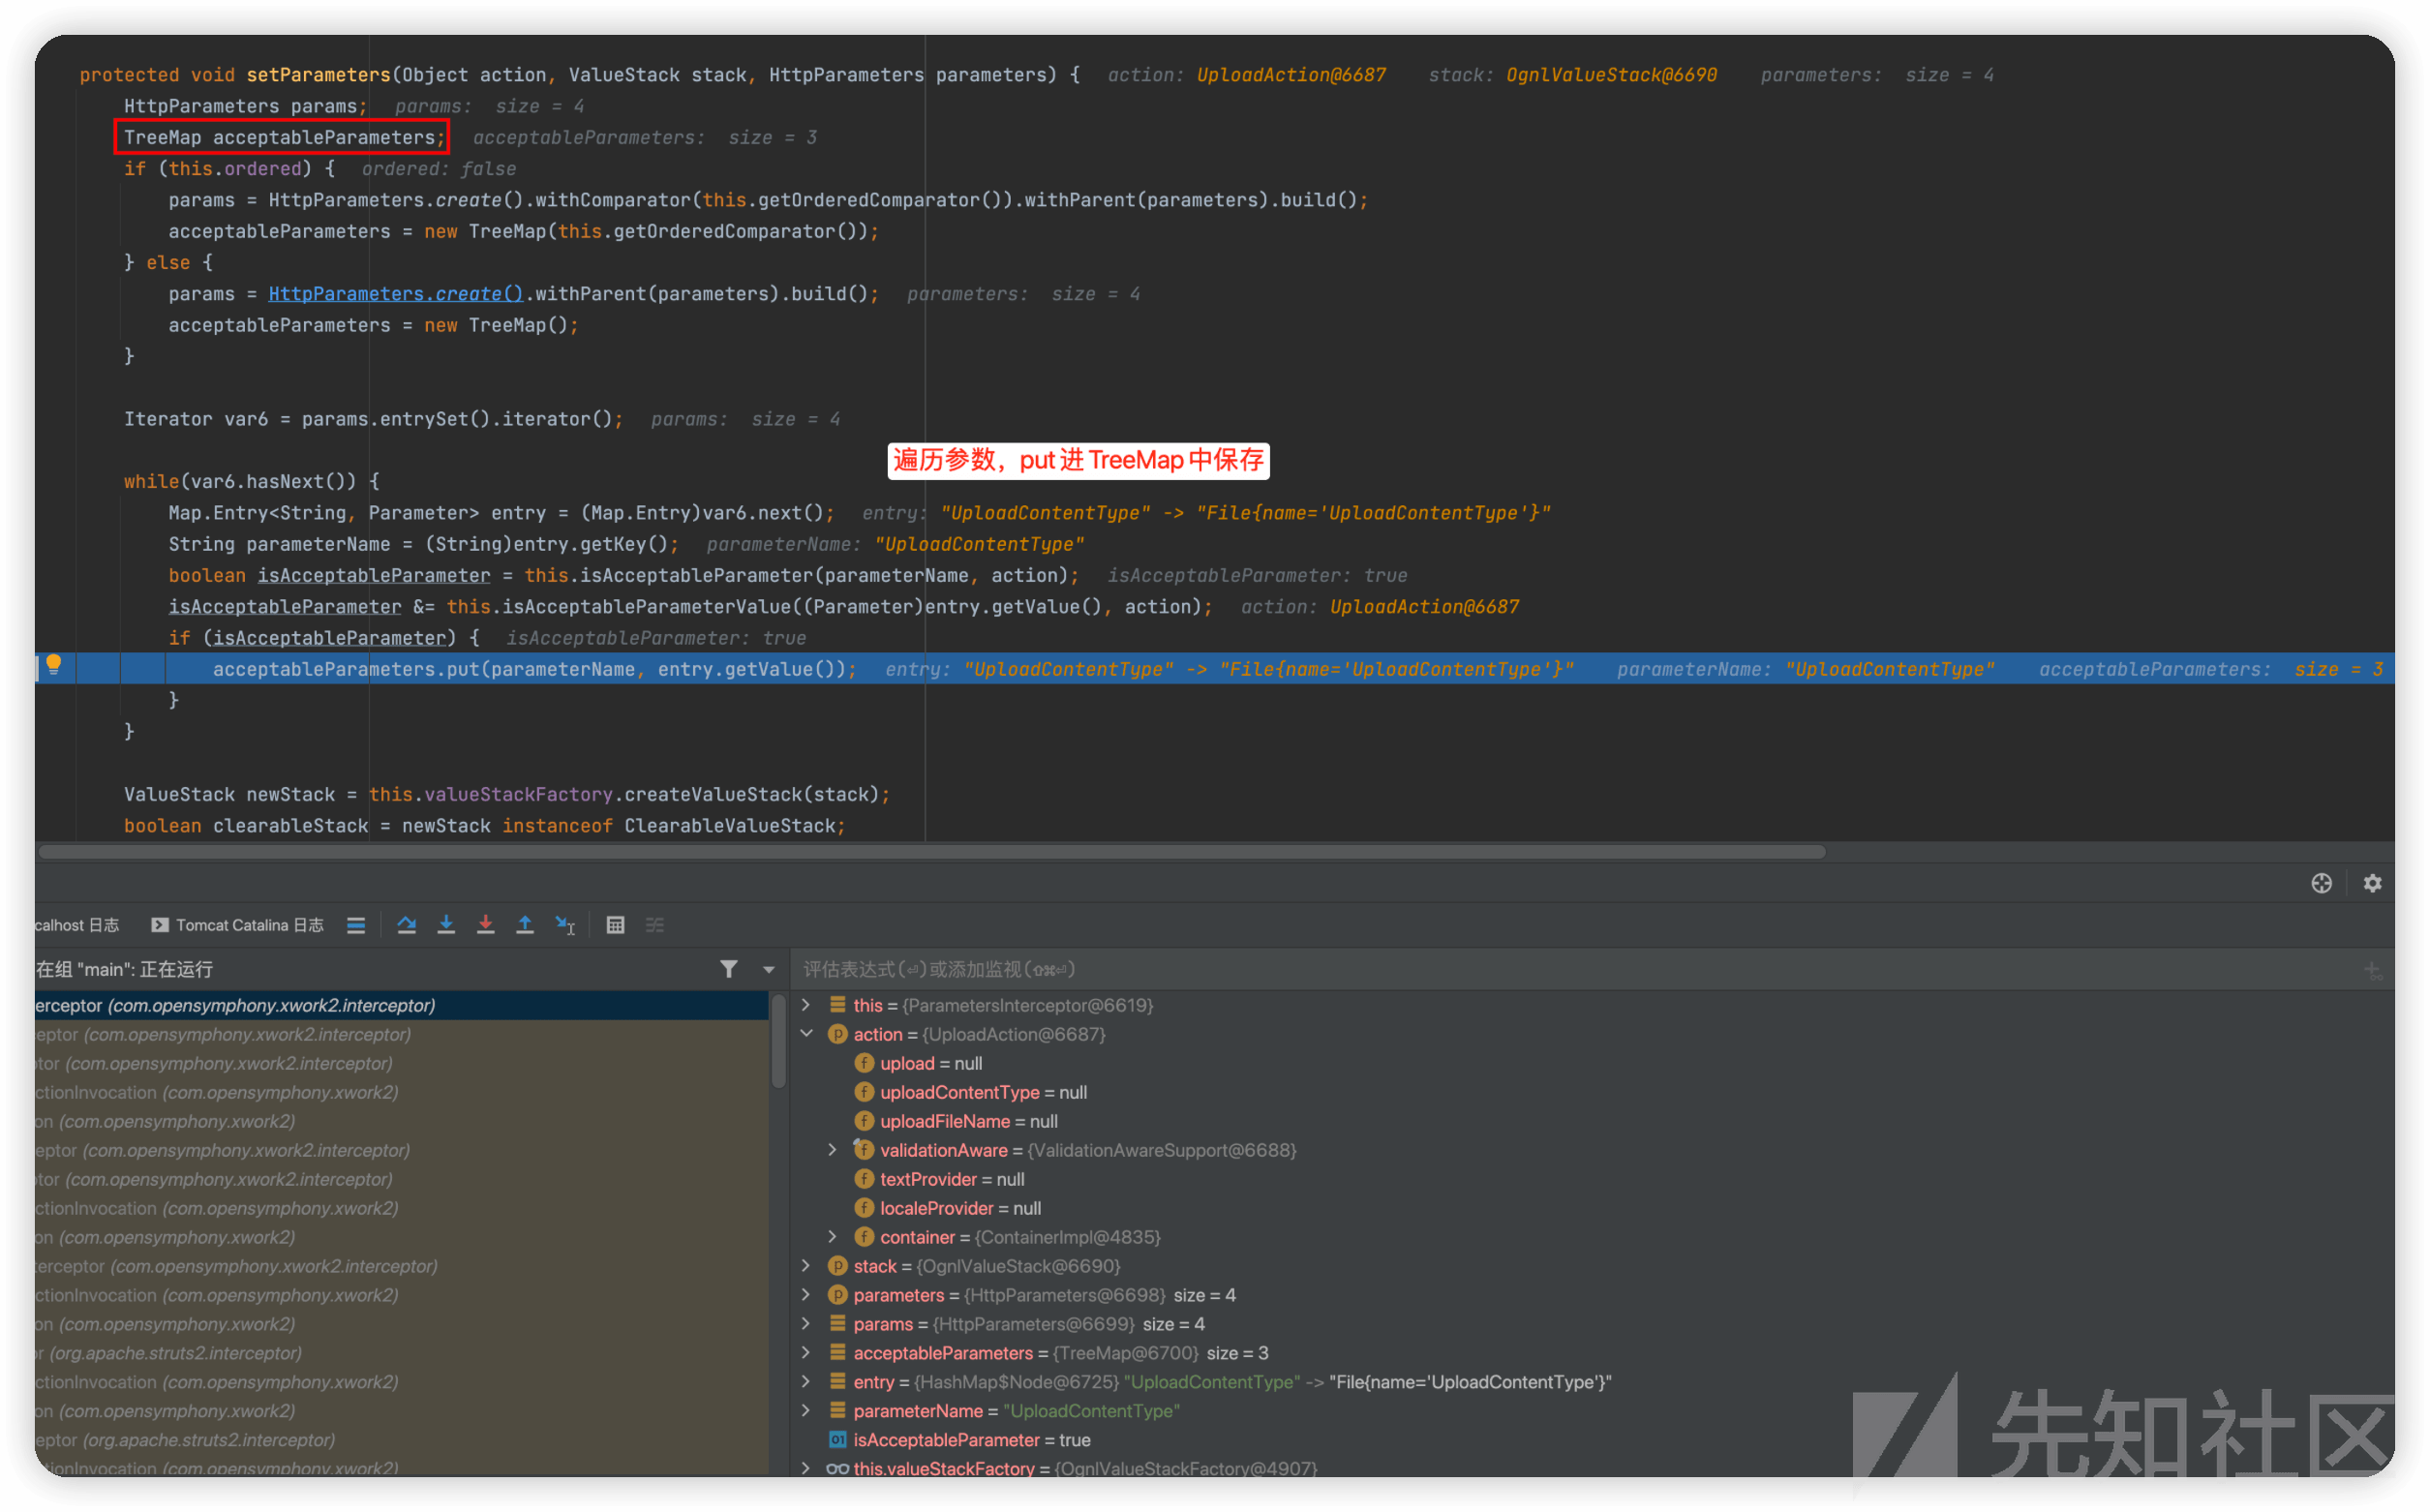 protected void setParameters(Object action, ValueStack stack, HttpParameters parameters) { action: UploadAction@6687 stack: OgnlValueStack@6690 parameters: size = 4
HttpParameters params; params: size = 4
TreeMap acceptableParameters; acceptableParameters: size = 3
if (this.ordered) { ordered: false
params = HttpParameters.create().withComparator(this.getOrderedComparator()).withParent(parameters).build();
acceptableParameters = new TreeMap(this.getOrderedComparator());
} else {
params = HttpParameters.create().withParent(parameters).build(); parameters: size = 4
acceptableParameters = new TreeMap();
}
Iterator var6 = params.entrySet().iterator(); params: size = 4
遍历参数，put进TreeMap中保存
while(var6.hasNext()) {
Map.Entry<String, Parameter> entry = (Map.Entry)var6.next(); entry: "UploadContentType" -> "File{name='UploadContentType'}"
String parameterName = (String)entry.getKey(); parameterName: "UploadContentType"
boolean isAcceptableParameter = this.isAcceptableParameter(parameterName, action); isAcceptableParameter: true
isAcceptableParameter &= this.isAcceptableParameterValue((Parameter)entry.getValue(), action); action: UploadAction@6687
if (isAcceptableParameter) { isAcceptableParameter: true
acceptableParameters.put(parameterName, entry.getValue()); entry: "UploadContentType" -> "File{name='UploadContentType'}" parameterName: "UploadContentType" acceptableParameters: size = 3
}
}
ValueStack newStack = this.valueStackFactory.createValueStack(stack);
boolean clearableStack = newStack instanceof ClearableValueStack;
calhost 日志 Tomcat Catalina 日志
在组 "main": 正在运行
erceptor (com.opensymphony.xwork2.interceptor)
eptor (com.opensymphony.xwork2.interceptor)
tor (com.opensymphony.xwork2.interceptor)
ctionInvocation (com.opensymphony.xwork2)
on (com.opensymphony.xwork2)
eptor (com.opensymphony.xwork2.interceptor)
tor (com.opensymphony.xwork2.interceptor)
ctionInvocation (com.opensymphony.xwork2)
on (com.opensymphony.xwork2)
terceptor (com.opensymphony.xwork2.interceptor)
ctionInvocation (com.opensymphony.xwork2)
on (com.opensymphony.xwork2)
or (org.apache.struts2.interceptor)
ctionInvocation (com.opensymphony.xwork2)
on (com.opensymphony.xwork2)
eptor (org.apache.struts2.interceptor)
tionInvocation (com.opensymphony.xwork2)
评估表达式(⏎)或添加监视(⇧⌘⏎)
this = {ParametersInterceptor@6619}
action = {UploadAction@6687}
upload = null
uploadContentType = null
uploadFileName = null
validationAware = {ValidationAwareSupport@6688}
textProvider = null
localeProvider = null
container = {ContainerImpl@4835}
stack = {OgnlValueStack@6690}
parameters = {HttpParameters@6698} size = 4
params = {HttpParameters@6699} size = 4
acceptableParameters = {TreeMap@6700} size = 3
entry = {HashMap$Node@6725} "UploadContentType" -> "File{name='UploadContentType'}"
parameterName = "UploadContentType"
isAcceptableParameter = true
this.valueStackFactory = {OgnlValueStackFactory@4907}
先知社区